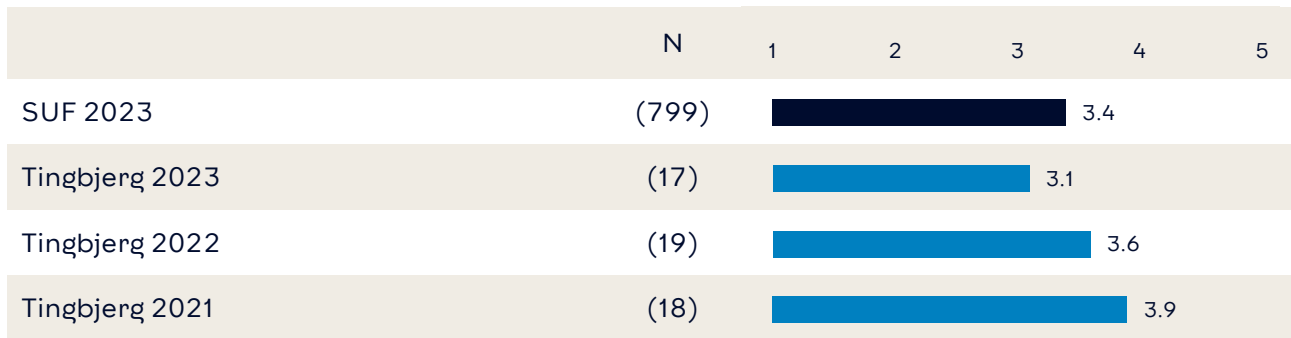 N 1 2 3 4 5
SUF 2023 (799) 3.4
Tingbjerg 2023 (17) 3.1
Tingbjerg 2022 (19) 3.6
Tingbjerg 2021 (18) 3.9